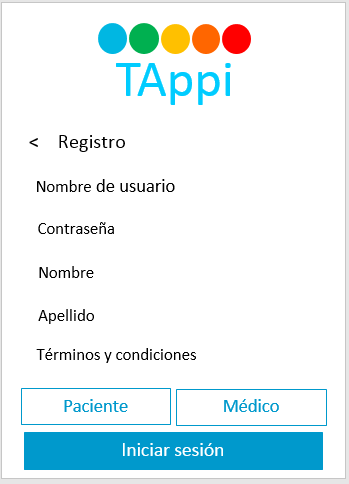 TAppi
< Registro
Nombre de usuario
Contraseña
Nombre
Apellido
Términos y condiciones
Paciente Médico
Iniciar sesión